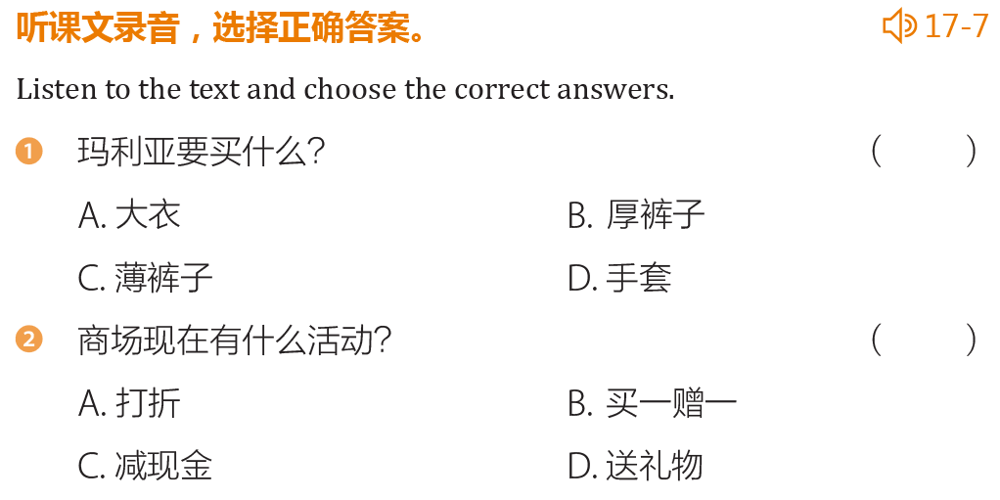 听课文录音，选择正确答案。 17-7
Listen to the text and choose the correct answers.
1 玛利亚要买什么？ （ ）
A. 大衣 B. 厚裤子
C. 薄裤子 D. 手套
2 商场现在有什么活动？ （ ）
A. 打折 B. 买一赠一
C. 减现金 D. 送礼物